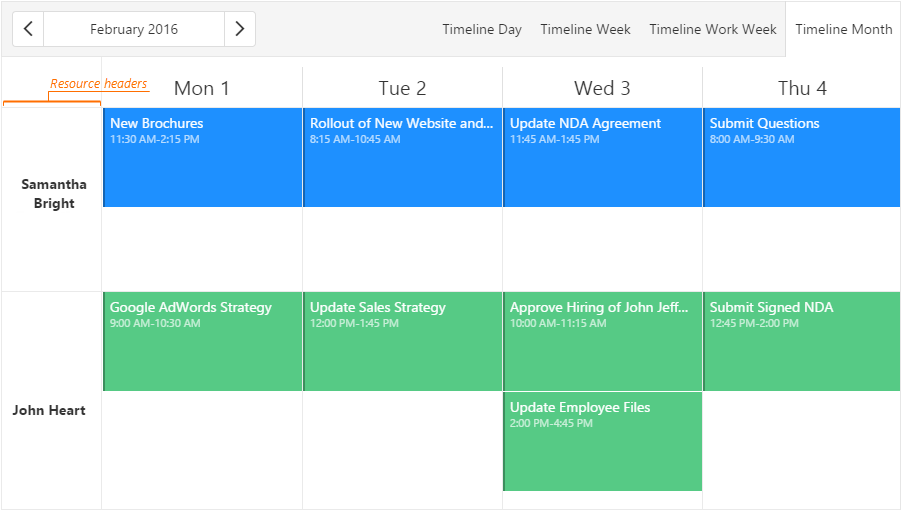 February 2016
Timeline Day
Timeline Week
Timeline Work Week
Timeline Month
Resource headers
Mon 1
Tue 2
Wed 3
Thu 4
Samantha
Bright
New Brochures
11:30 AM-2:15 PM
Rollout of New Website and...
8:15 AM-10:45 AM
Update NDA Agreement
11:45 AM-1:45 PM
Submit Questions
8:00 AM-9:30 AM
John Heart
Google AdWords Strategy
9:00 AM-10:30 AM
Update Sales Strategy
12:00 PM-1:45 PM
Approve Hiring of John Jeff...
10:00 AM-11:15 AM
Submit Signed NDA
12:45 PM-2:00 PM
Update Employee Files
2:00 PM-4:45 PM